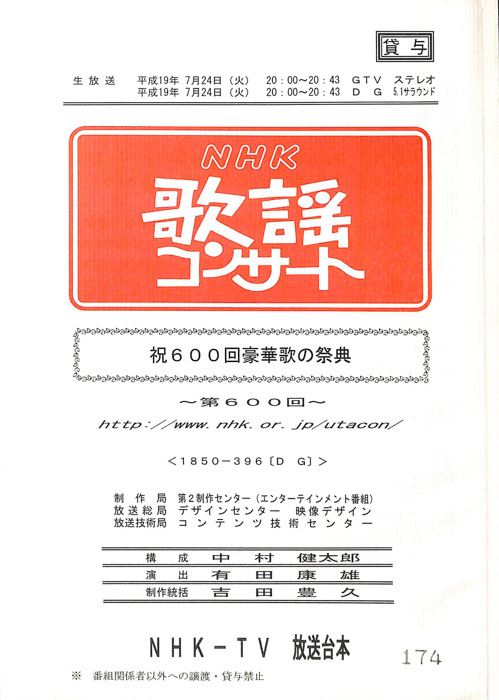 貸与
生放送 平成19年 7月24日（火） 20：00～20：43 GTV ステレオ
平成19年 7月24日（火） 20：00～20：43 D G 5.1サラウンド
NHK
歌謡
コンサート
祝600回豪華歌の祭典
～第600回～
http://www.nhk.or.jp/utacon/
＜1850－396〔D G〕＞
制作局 第2制作センター（エンターテインメント番組）
放送総局 デザインセンター 映像デザイン
放送技術局 コンテンツ技術センター
構成 中村 健太郎
演出 有田 康雄
制作統括 吉田 豊久
NHK－TV 放送台本
174
※ 番組関係者以外への譲渡・貸与禁止